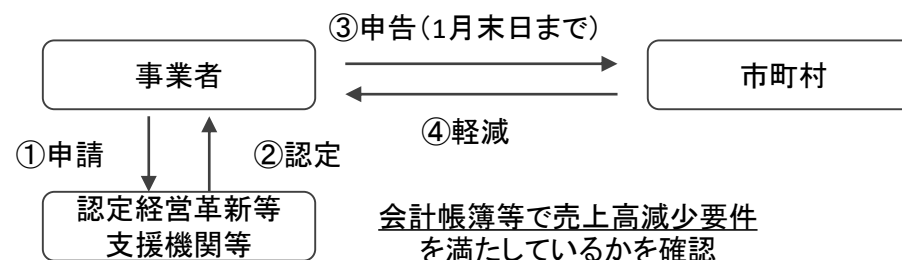 ③申告(1月末日まで)
事業者
市町村
④軽減
①申請
②認定
認定経営革新等
支援機関等
会計帳簿等で売上高減少要件
を満たしているかを確認